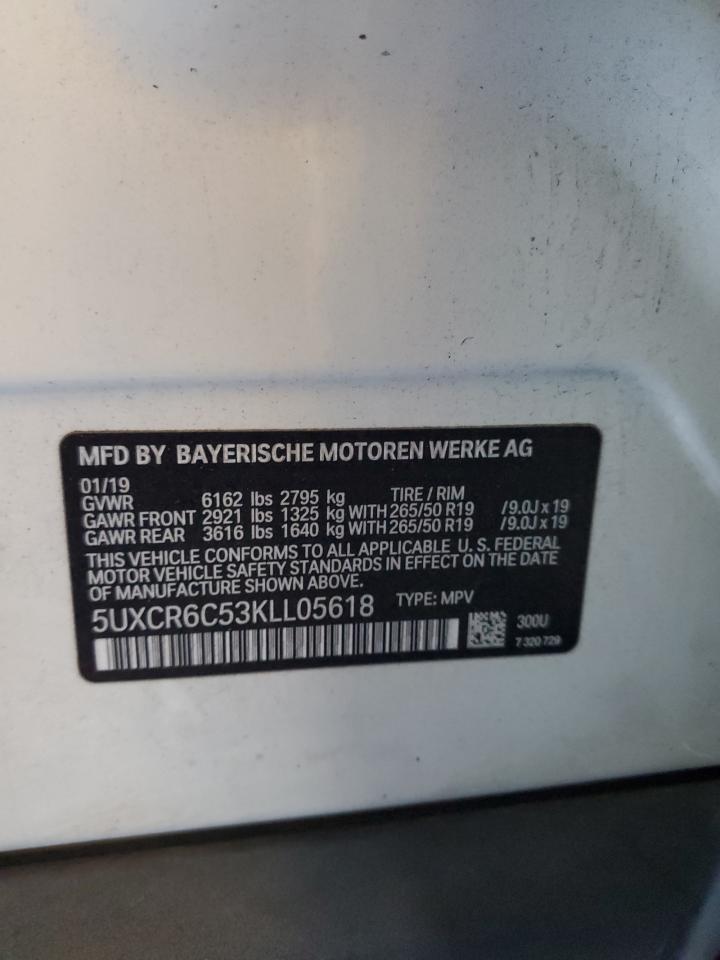 MFD BY BAYERISCHE MOTOREN WERKE AG
01/19
GVWR 6162 lbs 2795 kg TIRE / RIM
GAWR FRONT 2921 lbs 1325 kg WITH 265/50 R19 /9.0J x 19
GAWR REAR 3616 lbs 1640 kg WITH 265/50 R19 /9.0J x 19
THIS VEHICLE CONFORMS TO ALL APPLICABLE U. S. FEDERAL
MOTOR VEHICLE SAFETY STANDARDS IN EFFECT ON THE DATE
OF MANUFACTURE SHOWN ABOVE.
5UXCR6C53KLL05618 TYPE: MPV
300U
7 320 729